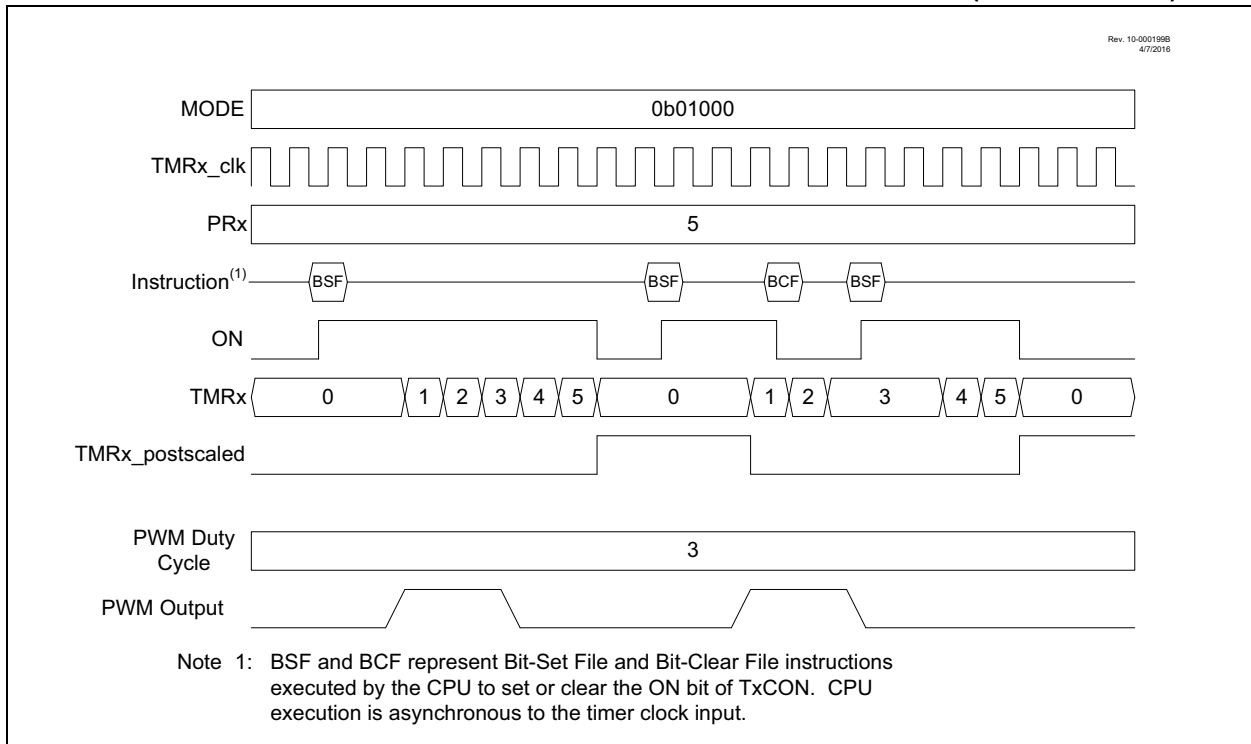 Rev. 10-000199B
4/7/2016
MODE 0b01000
TMRx_clk
PRx 5
Instruction(1) BSF BSF BCF BSF
ON
TMRx 0 1 2 3 4 5 0 1 2 3 4 5 0
TMRx_postscaled
PWM Duty
Cycle 3
PWM Output
Note 1: BSF and BCF represent Bit-Set File and Bit-Clear File instructions
executed by the CPU to set or clear the ON bit of TxCON. CPU
execution is asynchronous to the timer clock input.